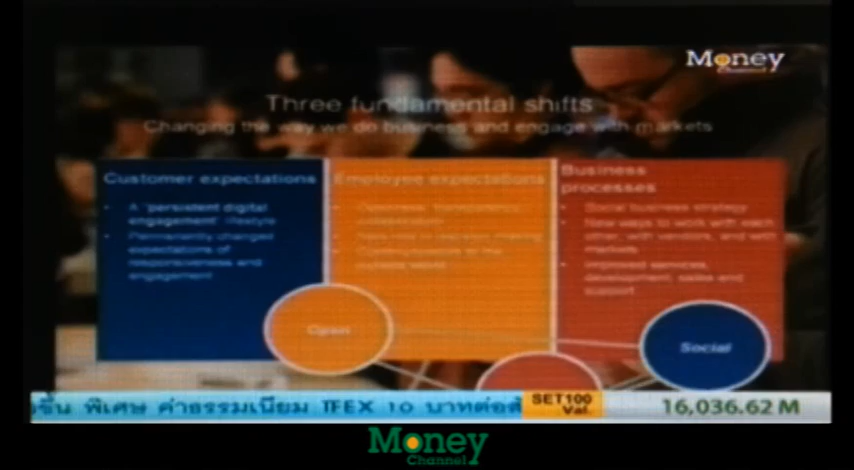 Money
Channel
Three fundamental shifts
Changing the way we do business and engage with markets
Customer expectations
• A "persistent digital
engagement" lifestyle
• Permanently changed
expectations of
responsiveness and
engagement
Employee expectations
Business
processes
• Social business strategy
• New ways to work with each
other, with vendors, and with
markets
• Improved services,
development, sales and
support
Open
Social
พิเศษ ค่าธรรมเนียม TFEX 10 บาทต่อสั
SET100
Val.
16,036.62 M
Money
Channel